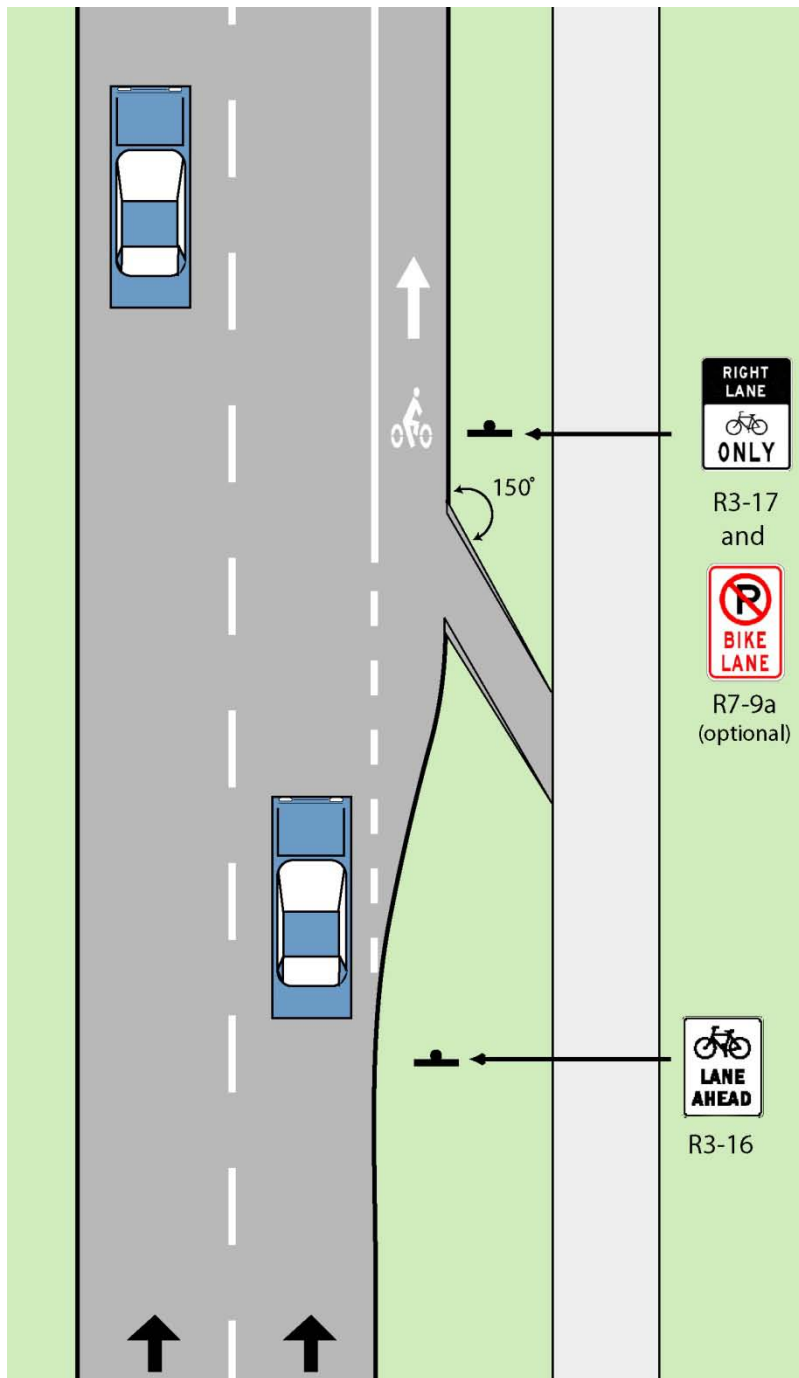 RIGHT
LANE
ONLY
150°
R3-17
and
P
BIKE
LANE
R7-9a
(optional)
LANE
AHEAD
R3-16